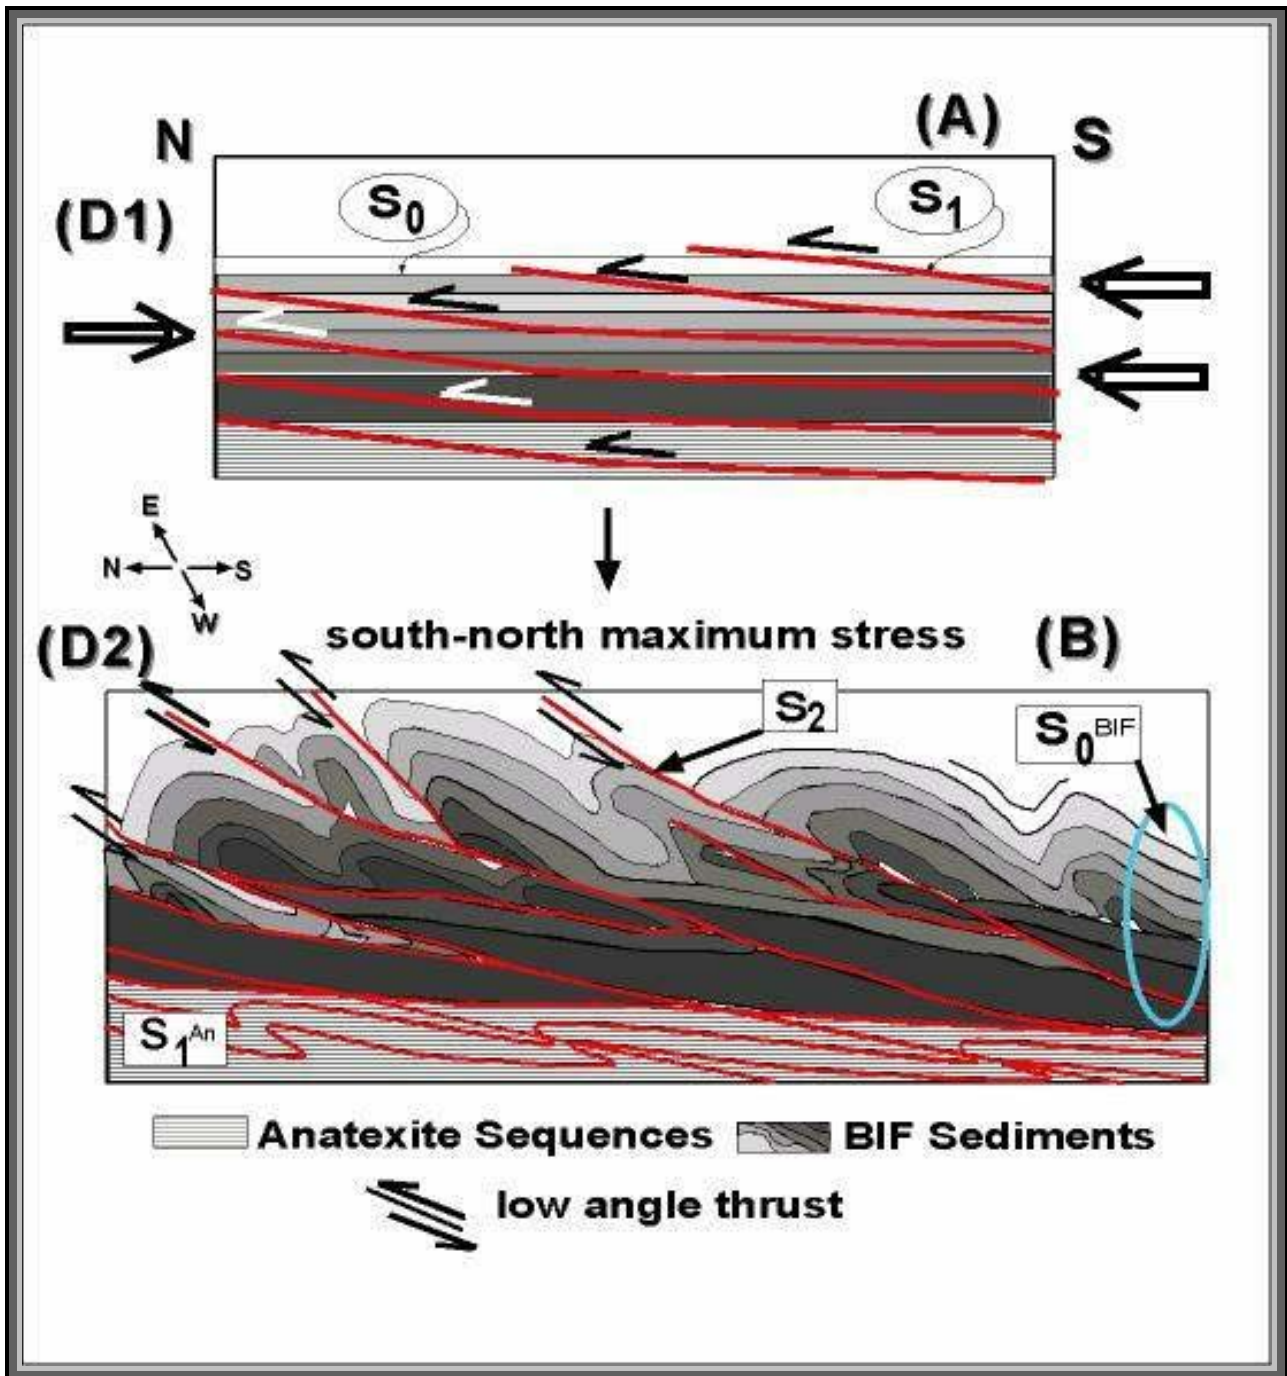 (A)
N
S
S0
S1
(D1)
E
N
S
W
(D2)
south-north maximum stress
(B)
S2
S0BIF
S1An
Anatexite Sequences
BIF Sediments
low angle thrust